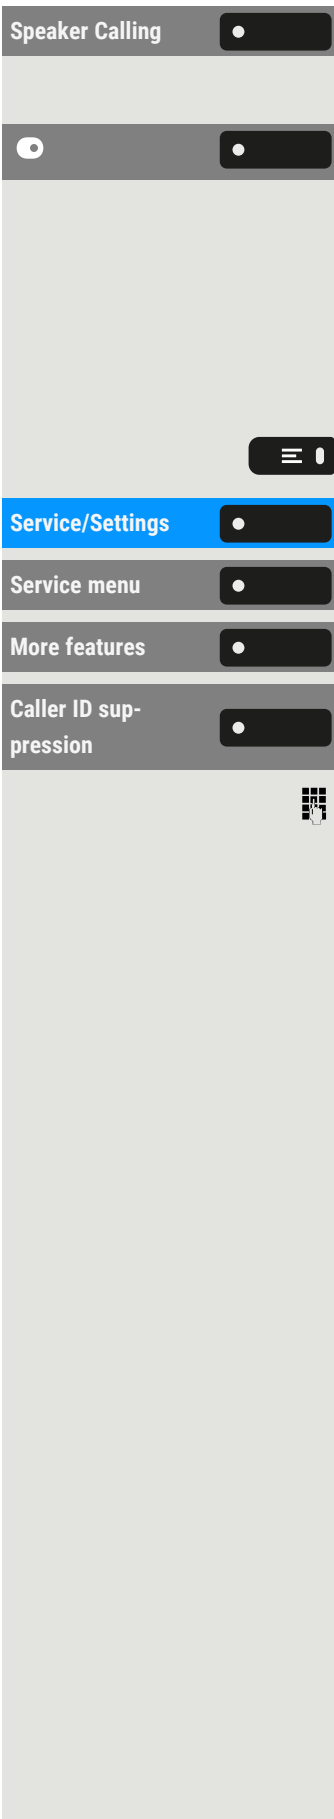 Speaker Calling
Service/Settings
Service menu
More features
Caller ID sup-
pression